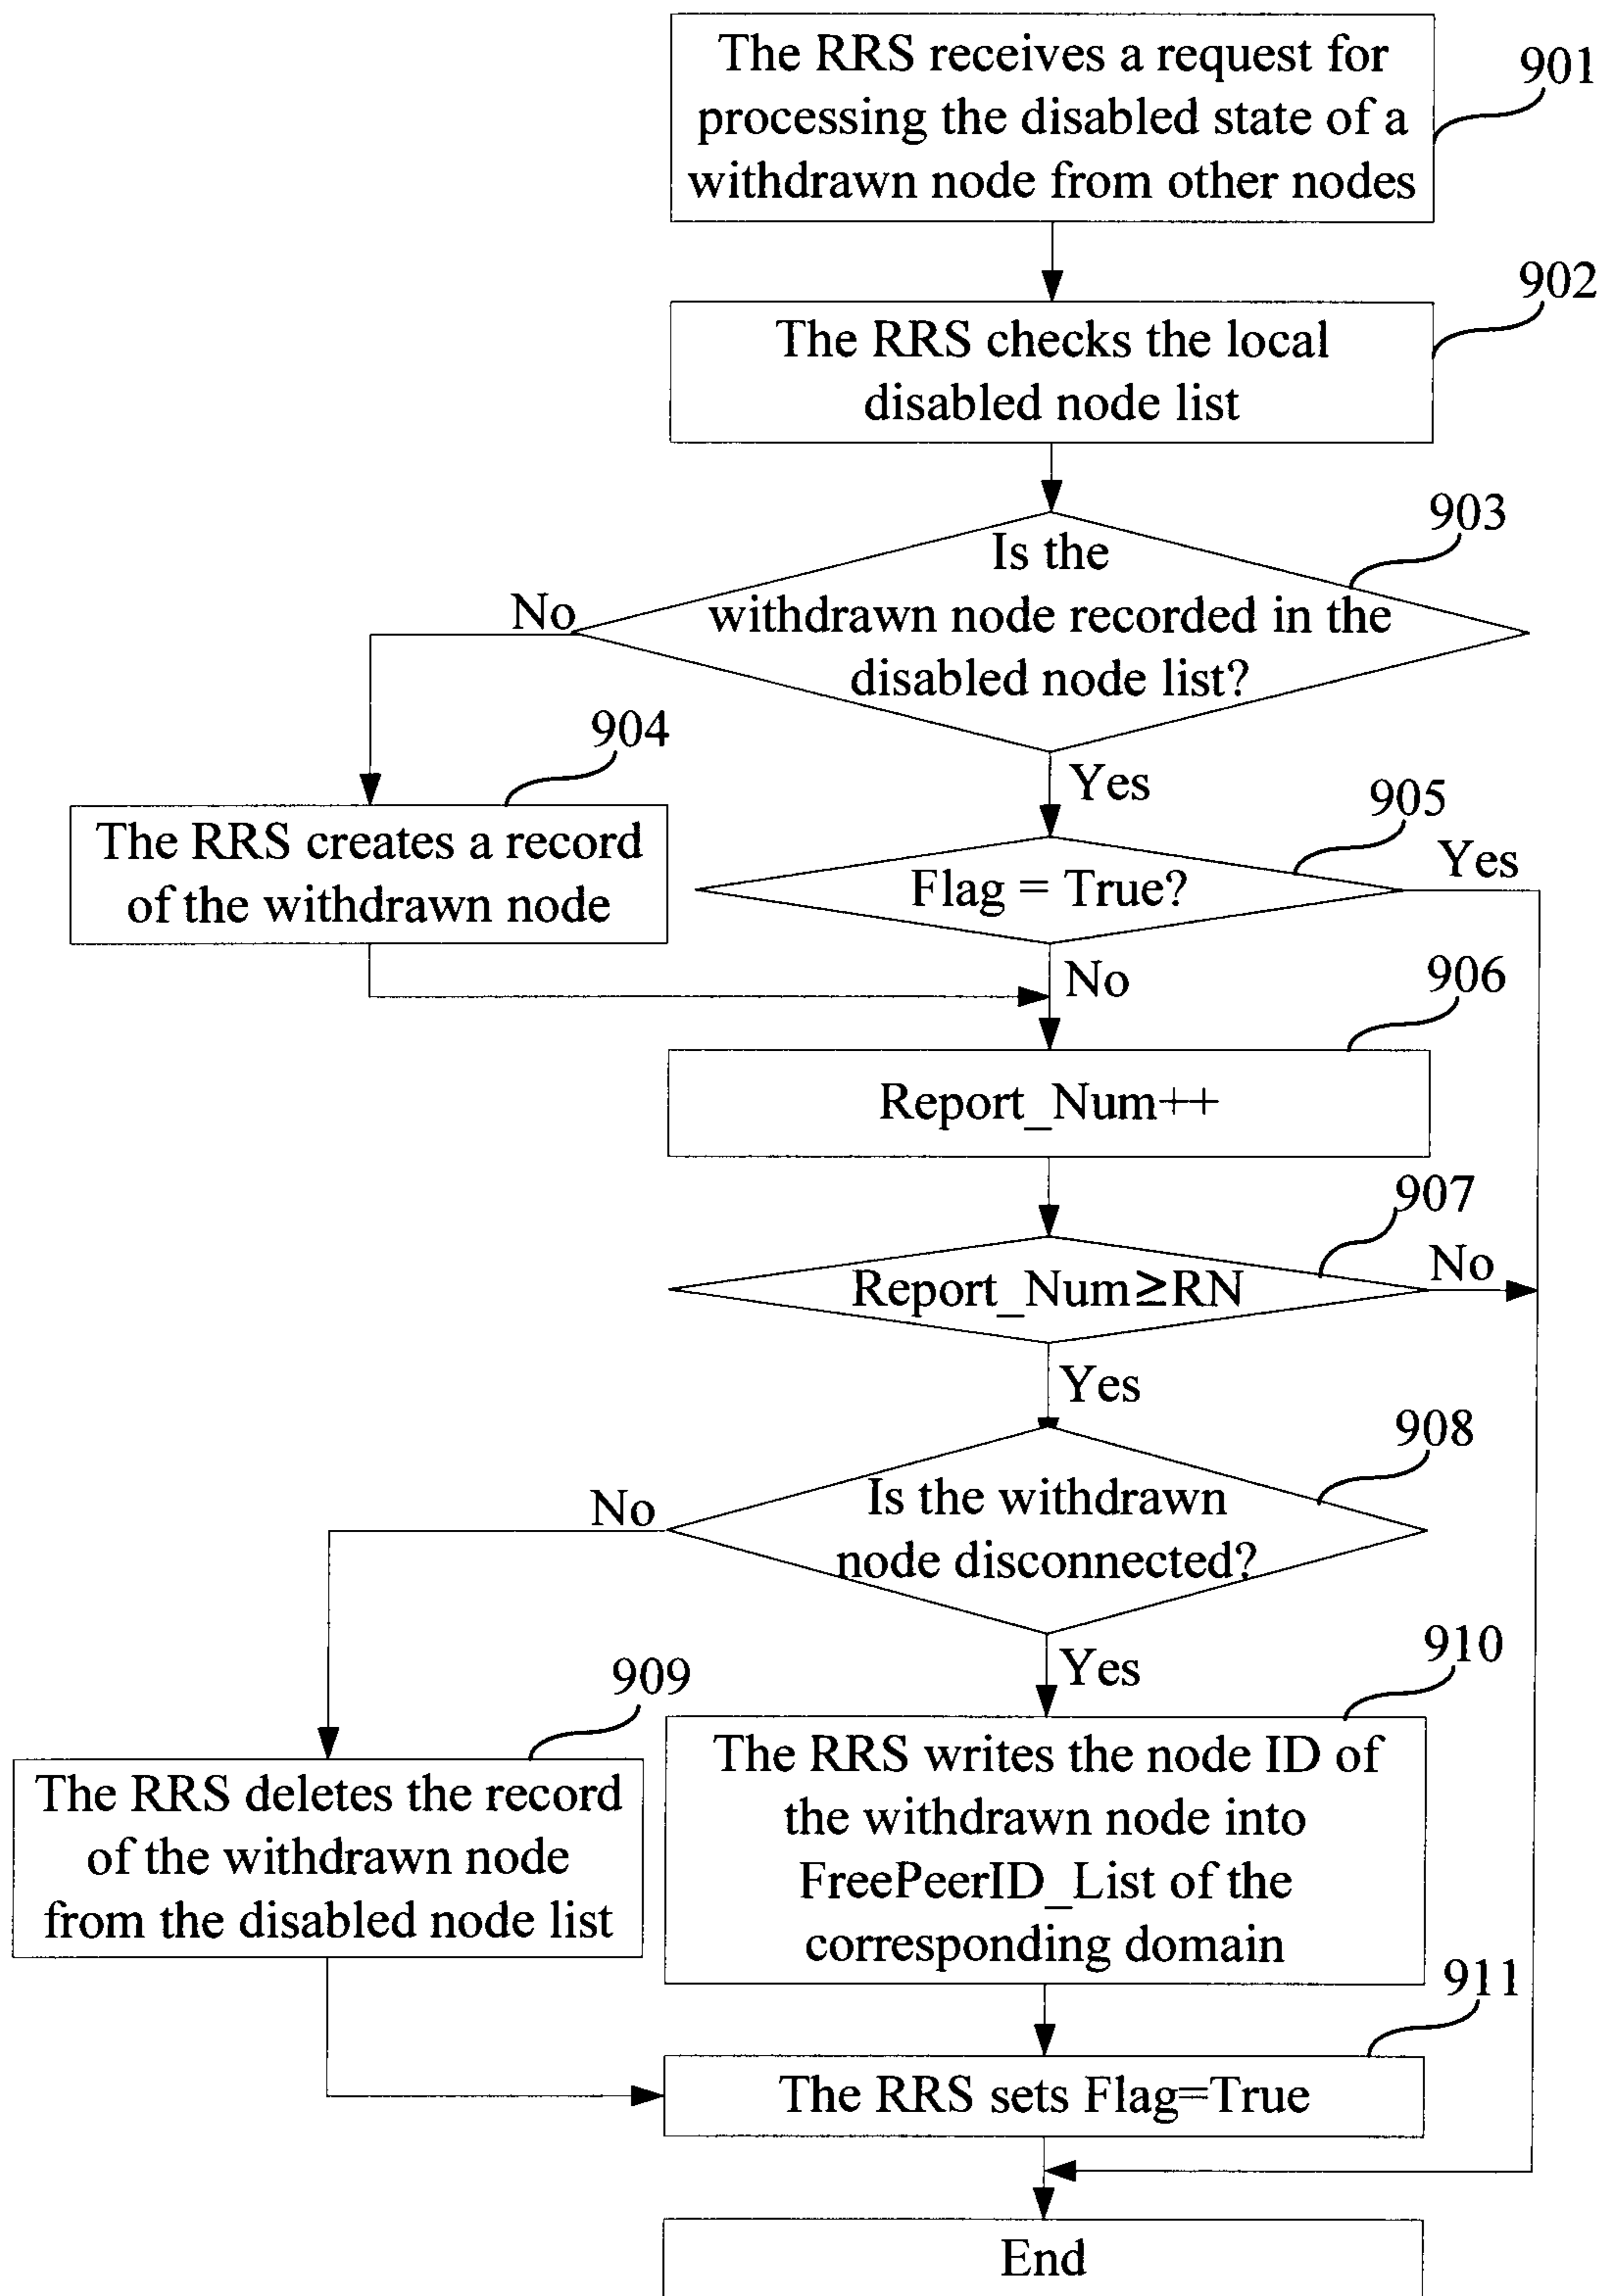 The RRS receives a request for
processing the disabled state of a
withdrawn node from other nodes
901
902
The RRS checks the local
disabled node list
903
Is the
No
withdrawn node recorded in the
disabled node list?
904
Yes
905
The RRS creates a record
of the withdrawn node
Flag = True?
Yes
No
906
Report_Num++
907
Report_Num≥RN
No
Yes
908
No
Is the withdrawn
node disconnected?
910
Yes
909
The RRS deletes the record
of the withdrawn node
from the disabled node list
The RRS writes the node ID of
the withdrawn node into
FreePeerID_List of the
corresponding domain
911
The RRS sets Flag=True
End